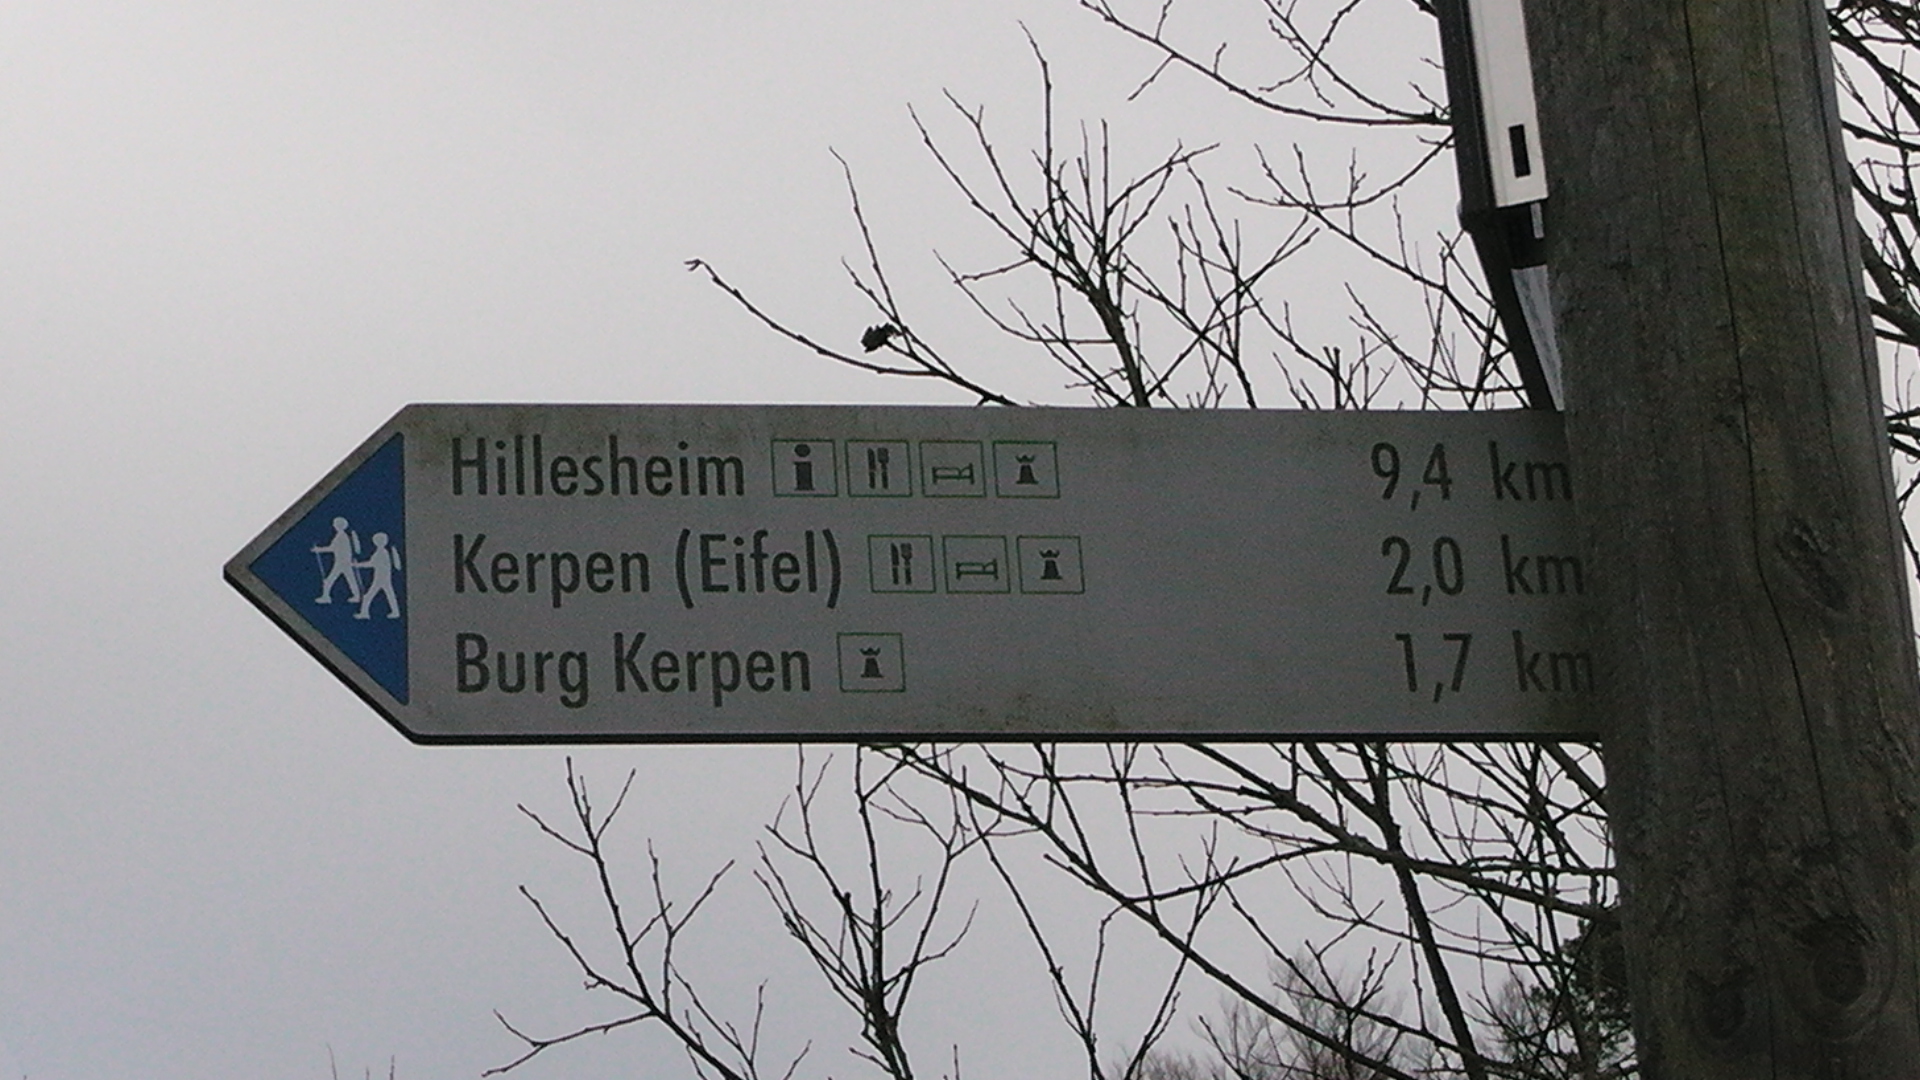 Hillesheim 9,4 km
Kerpen (Eifel) 2,0 km
Burg Kerpen 1,7 km